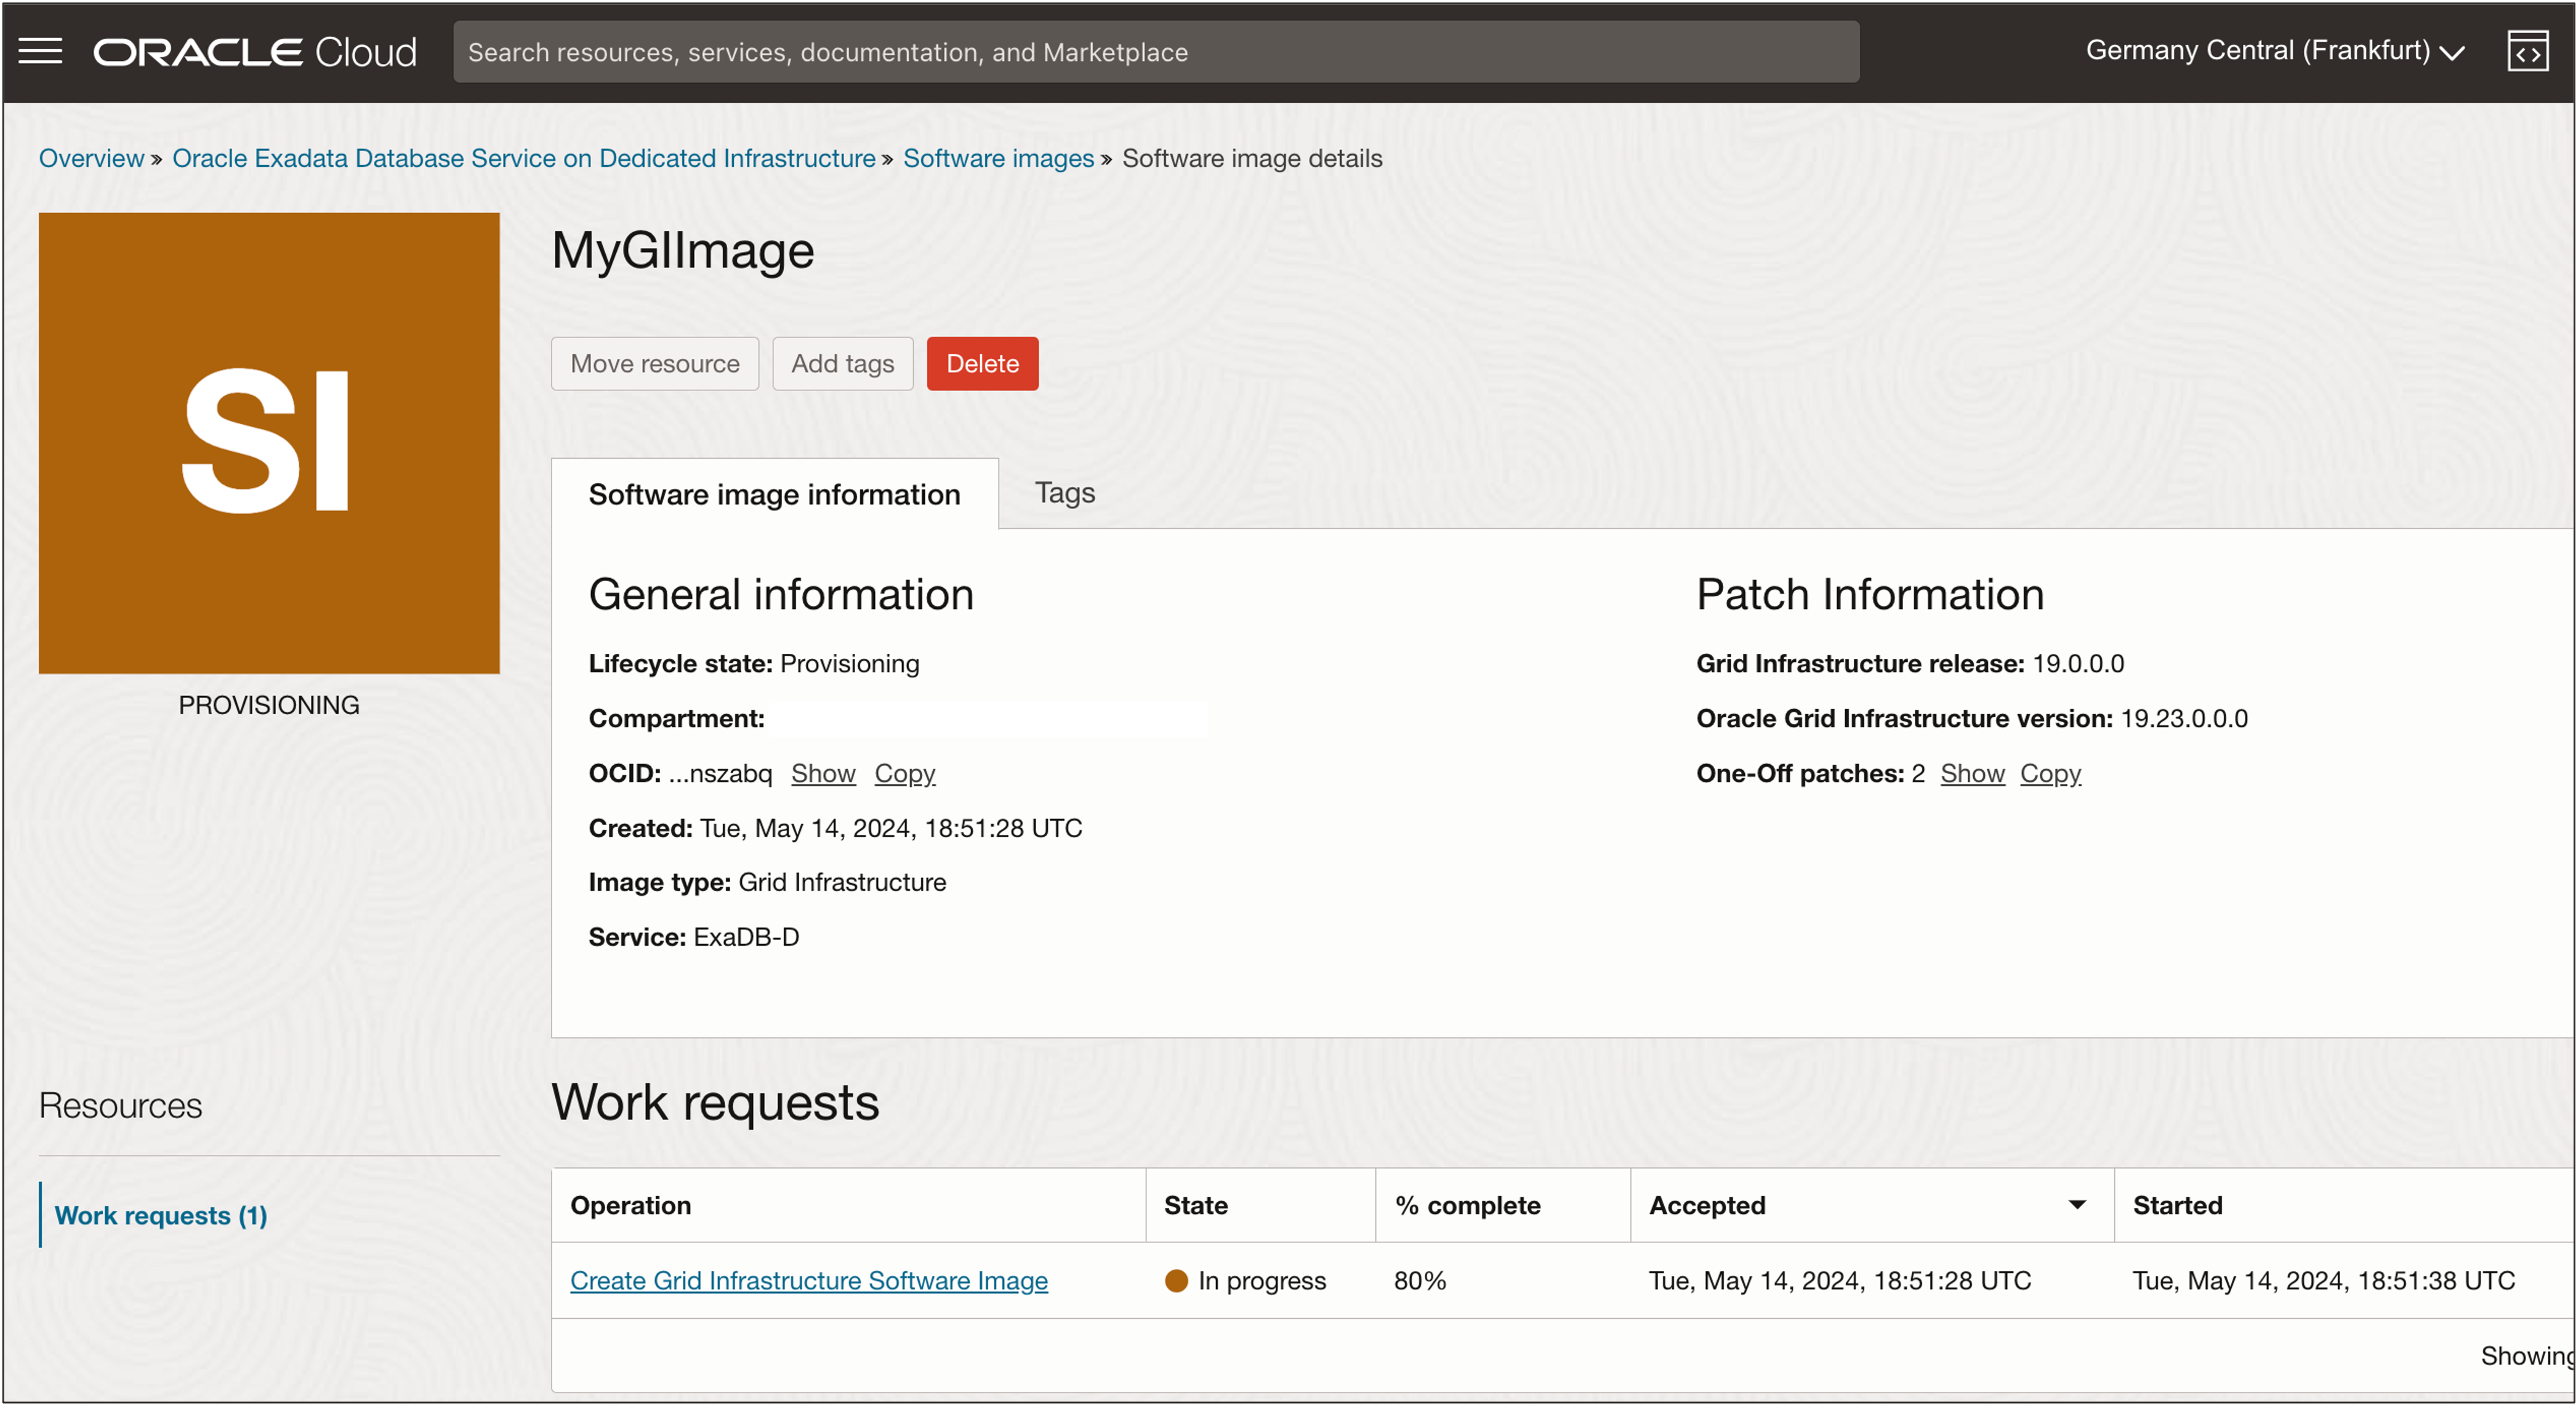 ORACLE Cloud
Search resources, services, documentation, and Marketplace
Germany Central (Frankfurt)
Overview » Oracle Exadata Database Service on Dedicated Infrastructure » Software images » Software image details
SI
PROVISIONING
MyGIImage
Move resource Add tags Delete
Software image information Tags
General information
Lifecycle state: Provisioning
Compartment:
OCID: ...nszabq Show Copy
Created: Tue, May 14, 2024, 18:51:28 UTC
Image type: Grid Infrastructure
Service: ExaDB-D
Patch Information
Grid Infrastructure release: 19.0.0.0
Oracle Grid Infrastructure version: 19.23.0.0.0
One-Off patches: 2 Show Copy
Resources
Work requests (1)
Work requests
Operation State % complete Accepted Started
Create Grid Infrastructure Software Image In progress 80% Tue, May 14, 2024, 18:51:28 UTC Tue, May 14, 2024, 18:51:38 UTC
Showing